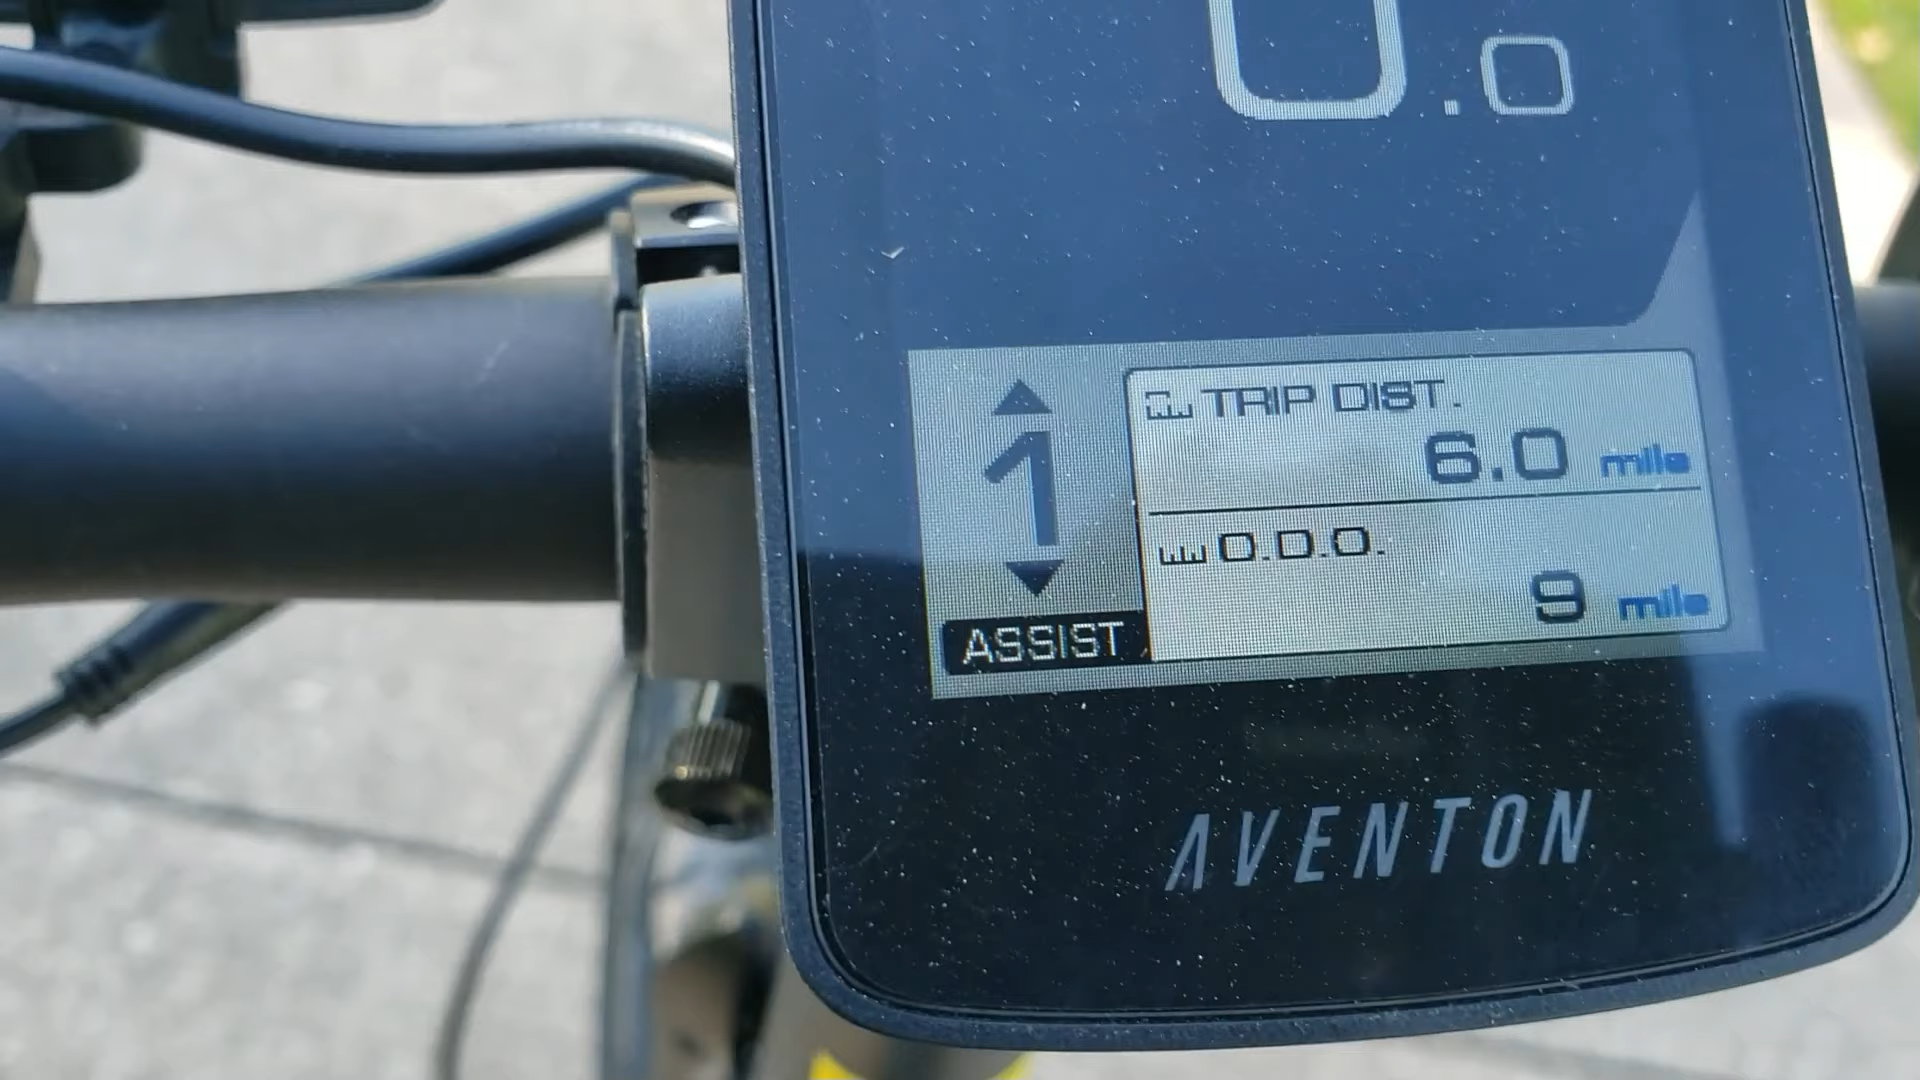 0.0
TRIP DIST.
6.0 mile
1
O.D.O.
9 mile
ASSIST
AVENTON